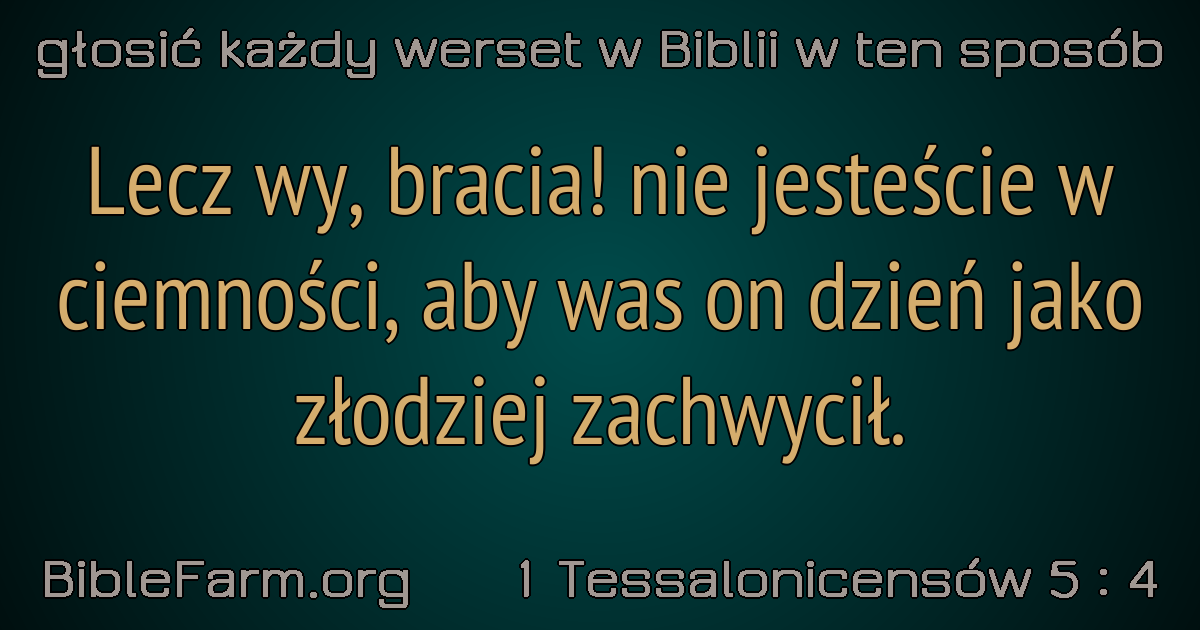 głosić każdy werset w Biblii w ten sposób
Lecz wy, bracia! nie jesteście w
ciemności, aby was on dzień jako
złodziej zachwycił.
BibleFarm.org 1 Tessalonicensów 5 : 4